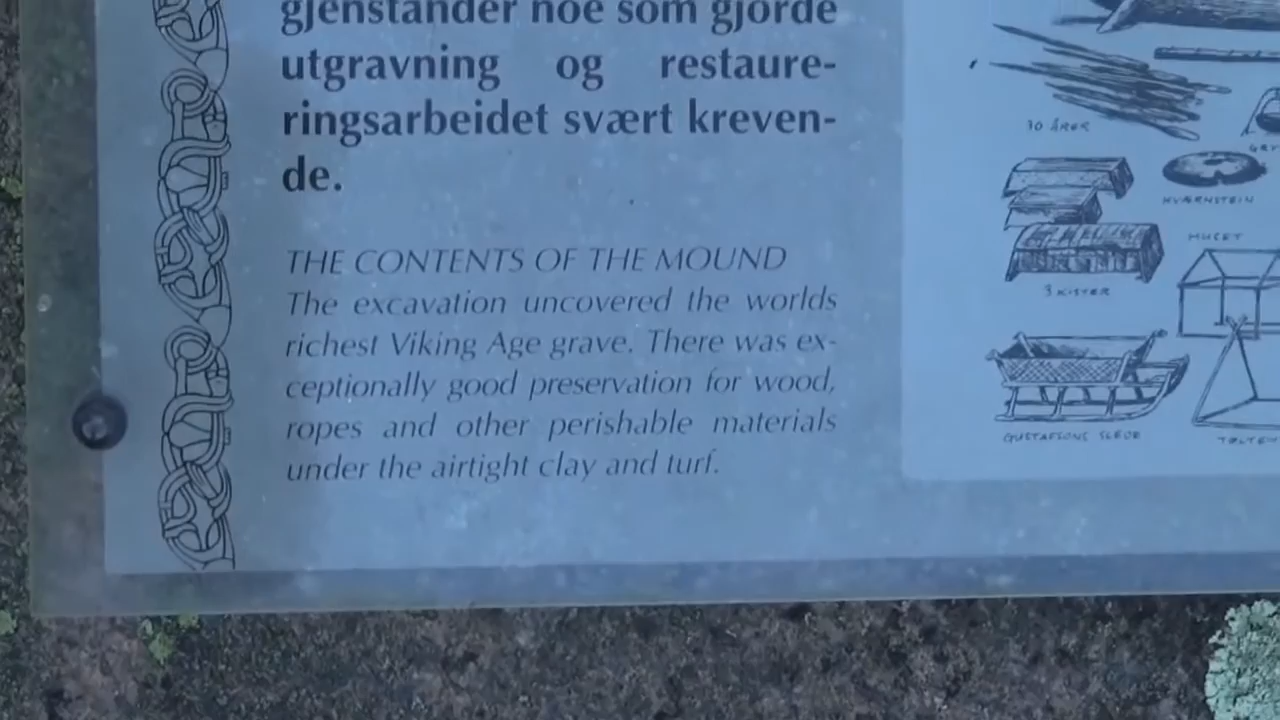 gjenstander noe som gjorde
utgravning og restaure-
ringsarbeidet svært kreven-
de.
THE CONTENTS OF THE MOUND
The excavation uncovered the worlds
richest Viking Age grave. There was ex-
ceptionally good preservation for wood,
ropes and other perishable materials
under the airtight clay and turf.
30 ÅRER
KVÆRNSTEIN
3 KISTER
GUSTAFSONS SLEDE